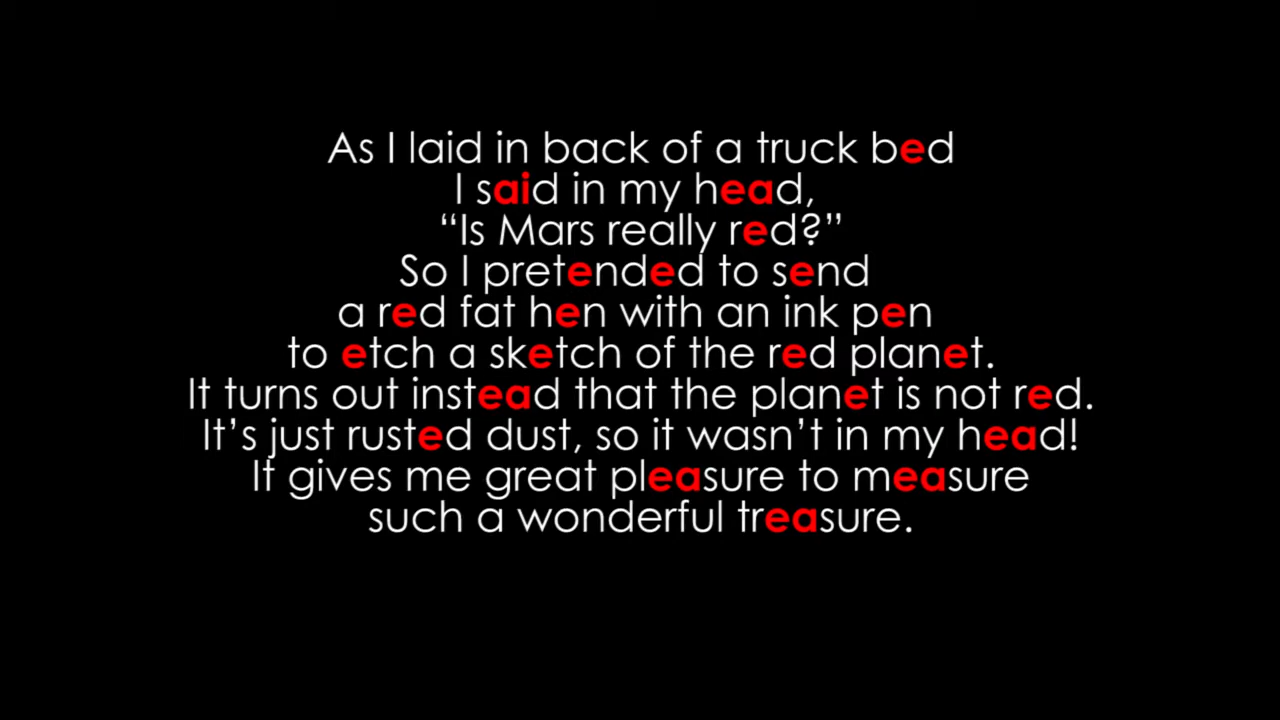 As I laid in back of a truck bed
I said in my head,
“Is Mars really red?”
So I pretended to send
a red fat hen with an ink pen
to etch a sketch of the red planet.
It turns out instead that the planet is not red.
It’s just rusted dust, so it wasn’t in my head!
It gives me great pleasure to measure
such a wonderful treasure.